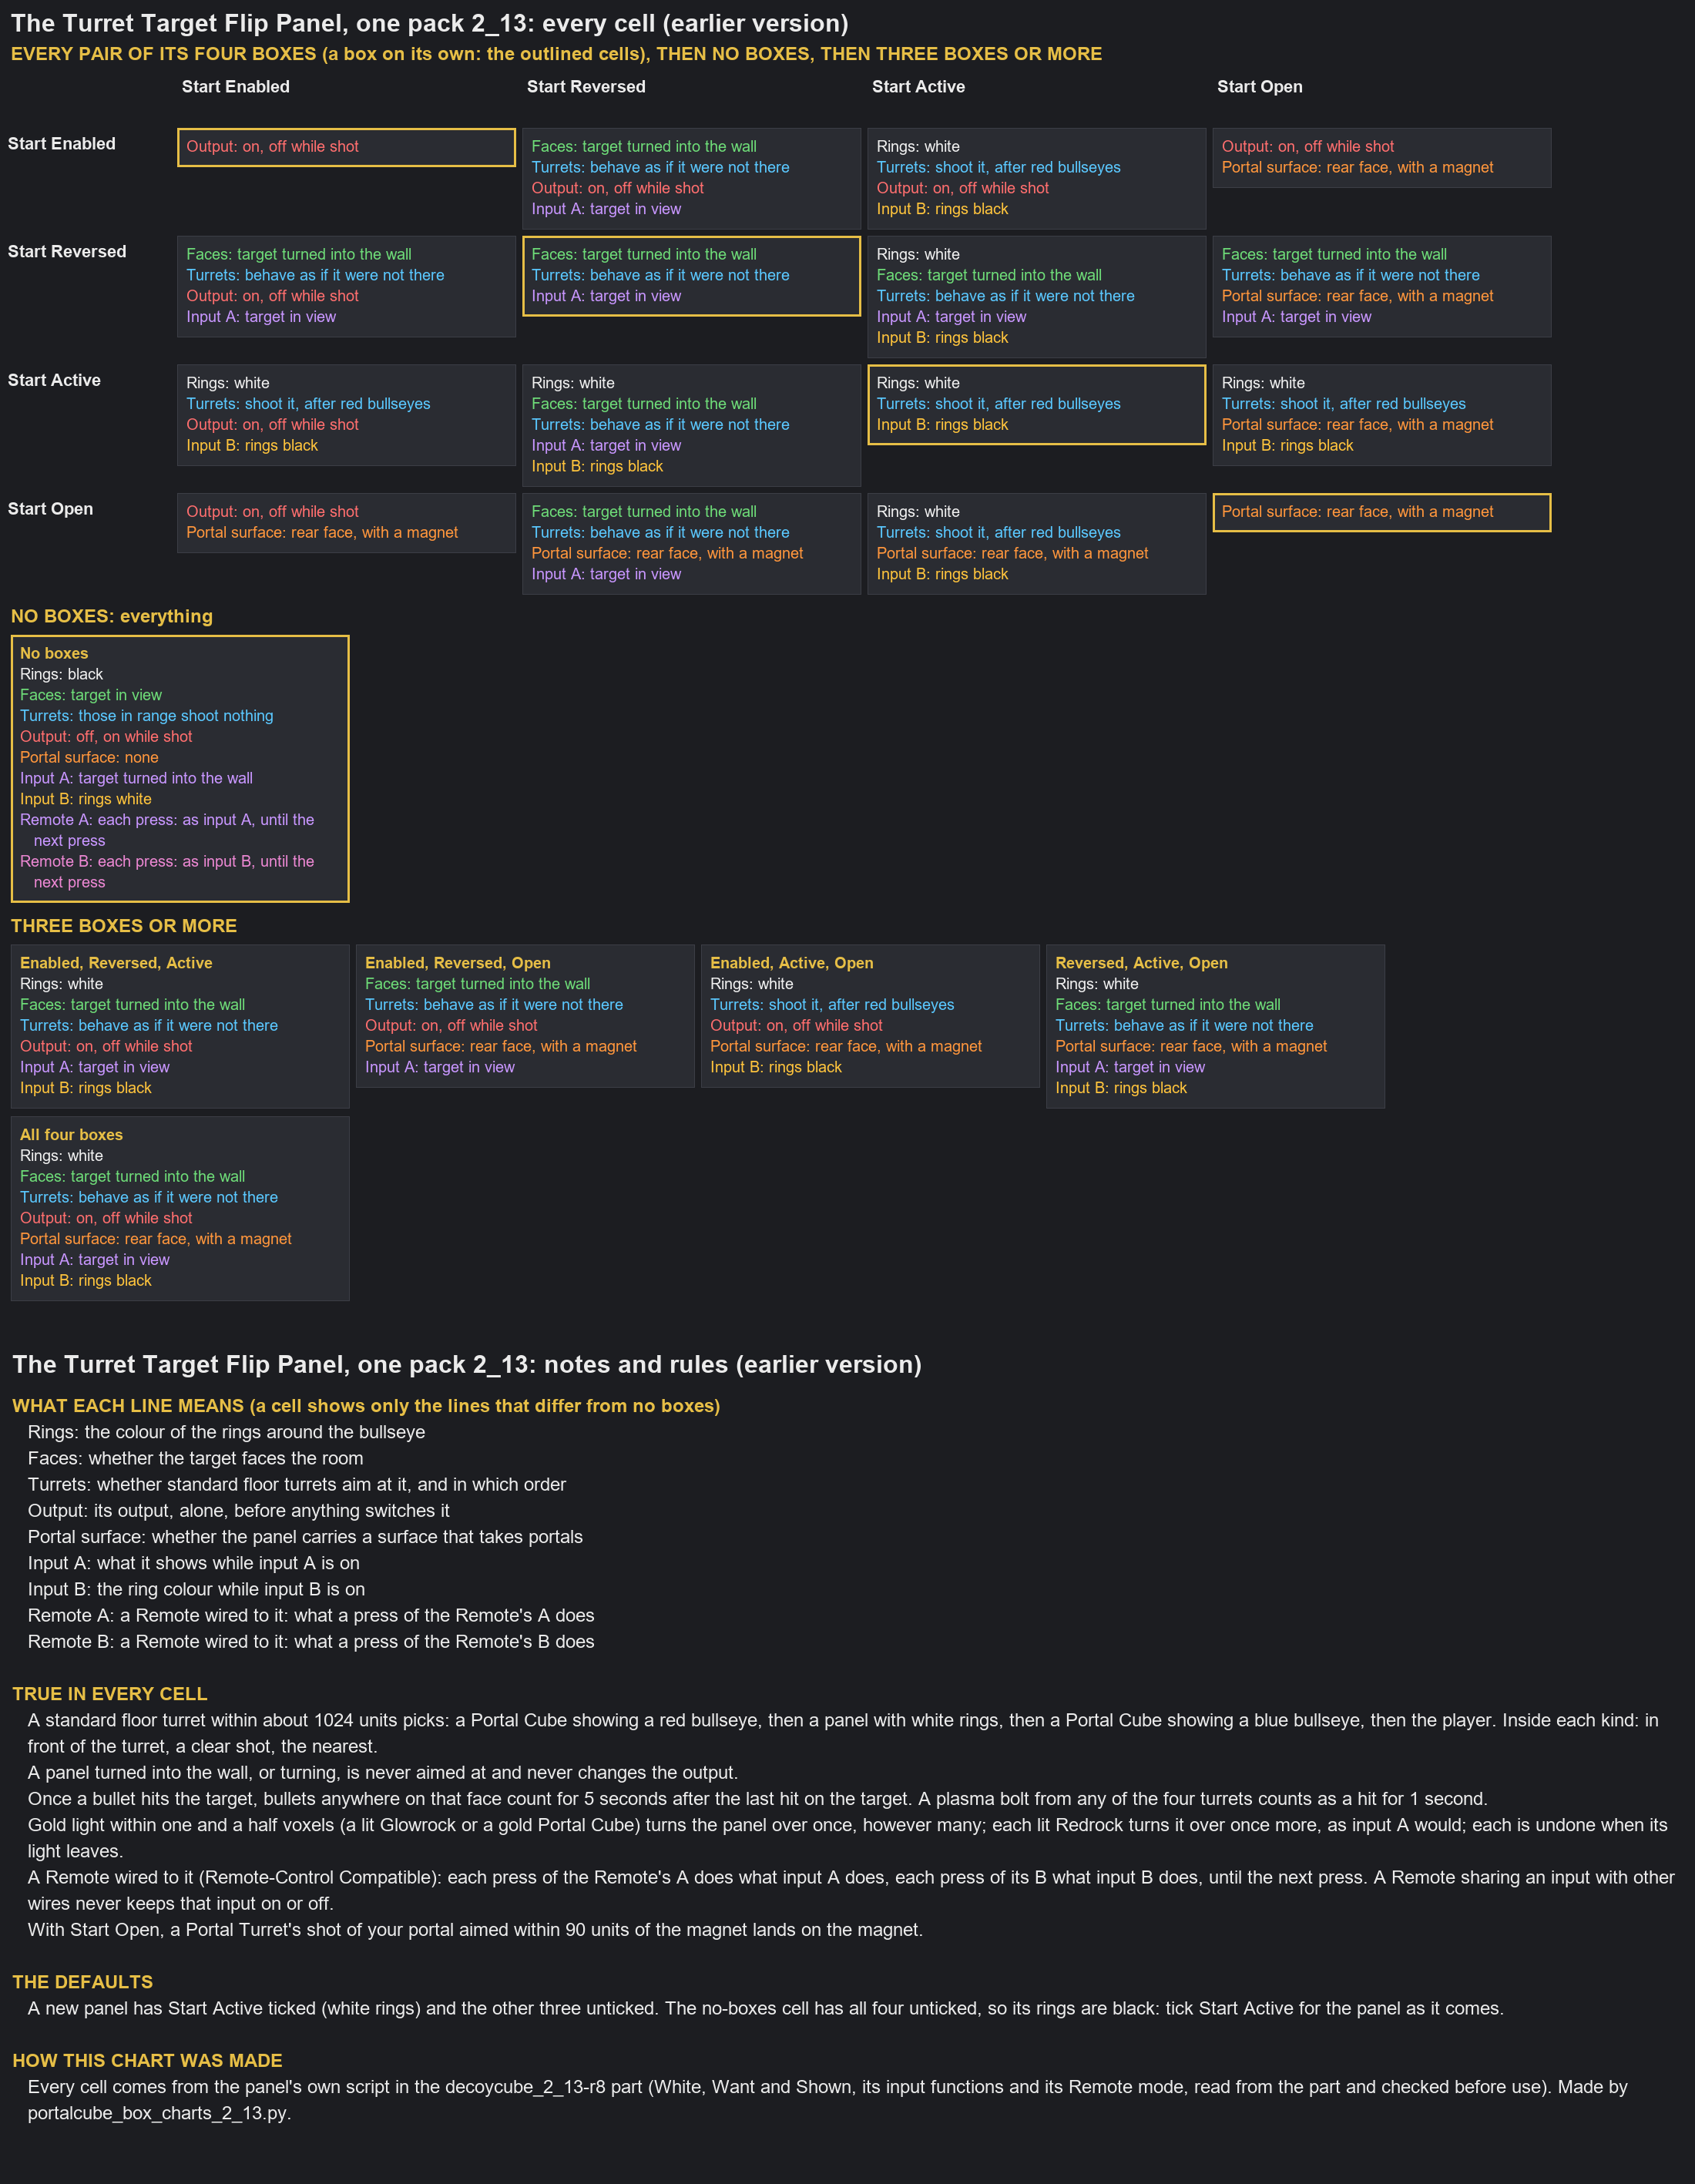 The Turret Target Flip Panel, one pack 2_13: every cell (earlier version)
EVERY PAIR OF ITS FOUR BOXES (a box on its own: the outlined cells), THEN NO BOXES, THEN THREE BOXES OR MORE
Start Enabled
Start Reversed
Start Active
Start Open
Start Enabled
Output: on, off while shot
Faces: target turned into the wall
Turrets: behave as if it were not there
Output: on, off while shot
Input A: target in view
Rings: white
Turrets: shoot it, after red bullseyes
Output: on, off while shot
Input B: rings black
Output: on, off while shot
Portal surface: rear face, with a magnet
Start Reversed
Faces: target turned into the wall
Turrets: behave as if it were not there
Output: on, off while shot
Input A: target in view
Faces: target turned into the wall
Turrets: behave as if it were not there
Input A: target in view
Rings: white
Faces: target turned into the wall
Turrets: behave as if it were not there
Input A: target in view
Input B: rings black
Faces: target turned into the wall
Turrets: behave as if it were not there
Portal surface: rear face, with a magnet
Input A: target in view
Start Active
Rings: white
Turrets: shoot it, after red bullseyes
Output: on, off while shot
Input B: rings black
Rings: white
Faces: target turned into the wall
Turrets: behave as if it were not there
Input A: target in view
Input B: rings black
Rings: white
Turrets: shoot it, after red bullseyes
Input B: rings black
Rings: white
Turrets: shoot it, after red bullseyes
Portal surface: rear face, with a magnet
Input B: rings black
Start Open
Output: on, off while shot
Portal surface: rear face, with a magnet
Faces: target turned into the wall
Turrets: behave as if it were not there
Portal surface: rear face, with a magnet
Input A: target in view
Rings: white
Turrets: shoot it, after red bullseyes
Portal surface: rear face, with a magnet
Input B: rings black
Portal surface: rear face, with a magnet
NO BOXES: everything
No boxes
Rings: black
Faces: target in view
Turrets: those in range shoot nothing
Output: off, on while shot
Portal surface: none
Input A: target turned into the wall
Input B: rings white
Remote A: each press: as input A, until the
next press
Remote B: each press: as input B, until the
next press
THREE BOXES OR MORE
Enabled, Reversed, Active
Rings: white
Faces: target turned into the wall
Turrets: behave as if it were not there
Output: on, off while shot
Input A: target in view
Input B: rings black
Enabled, Reversed, Open
Faces: target turned into the wall
Turrets: behave as if it were not there
Output: on, off while shot
Portal surface: rear face, with a magnet
Input A: target in view
Enabled, Active, Open
Rings: white
Turrets: shoot it, after red bullseyes
Output: on, off while shot
Portal surface: rear face, with a magnet
Input B: rings black
Reversed, Active, Open
Rings: white
Faces: target turned into the wall
Turrets: behave as if it were not there
Portal surface: rear face, with a magnet
Input A: target in view
Input B: rings black
All four boxes
Rings: white
Faces: target turned into the wall
Turrets: behave as if it were not there
Output: on, off while shot
Portal surface: rear face, with a magnet
Input A: target in view
Input B: rings black
The Turret Target Flip Panel, one pack 2_13: notes and rules (earlier version)
WHAT EACH LINE MEANS (a cell shows only the lines that differ from no boxes)
Rings: the colour of the rings around the bullseye
Faces: whether the target faces the room
Turrets: whether standard floor turrets aim at it, and in which order
Output: its output, alone, before anything switches it
Portal surface: whether the panel carries a surface that takes portals
Input A: what it shows while input A is on
Input B: the ring colour while input B is on
Remote A: a Remote wired to it: what a press of the Remote's A does
Remote B: a Remote wired to it: what a press of the Remote's B does
TRUE IN EVERY CELL
A standard floor turret within about 1024 units picks: a Portal Cube showing a red bullseye, then a panel with white rings, then a Portal Cube showing a blue bullseye, then the player. Inside each kind: in
front of the turret, a clear shot, the nearest.
A panel turned into the wall, or turning, is never aimed at and never changes the output.
Once a bullet hits the target, bullets anywhere on that face count for 5 seconds after the last hit on the target. A plasma bolt from any of the four turrets counts as a hit for 1 second.
Gold light within one and a half voxels (a lit Glowrock or a gold Portal Cube) turns the panel over once, however many; each lit Redrock turns it over once more, as input A would; each is undone when its
light leaves.
A Remote wired to it (Remote-Control Compatible): each press of the Remote's A does what input A does, each press of its B what input B does, until the next press. A Remote sharing an input with other
wires never keeps that input on or off.
With Start Open, a Portal Turret's shot of your portal aimed within 90 units of the magnet lands on the magnet.
THE DEFAULTS
A new panel has Start Active ticked (white rings) and the other three unticked. The no-boxes cell has all four unticked, so its rings are black: tick Start Active for the panel as it comes.
HOW THIS CHART WAS MADE
Every cell comes from the panel's own script in the decoycube_2_13-r8 part (White, Want and Shown, its input functions and its Remote mode, read from the part and checked before use). Made by
portalcube_box_charts_2_13.py.